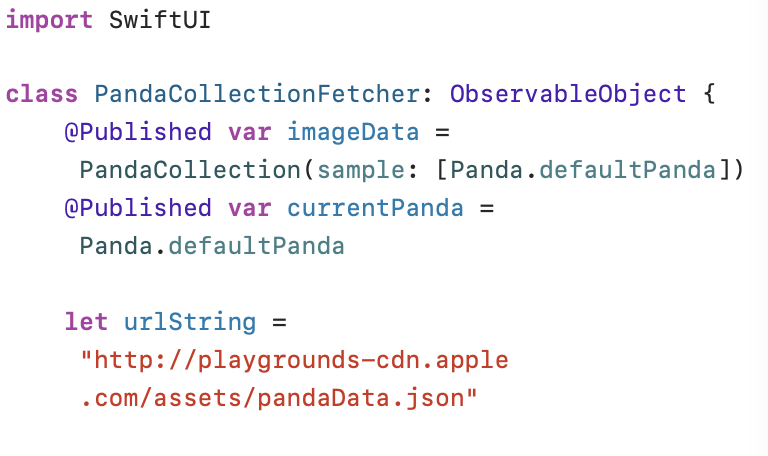 import SwiftUI
class PandaCollectionFetcher: ObservableObject {
@Published var imageData =
PandaCollection(sample: [Panda.defaultPanda])
@Published var currentPanda =
Panda.defaultPanda
let urlString =
"http://playgrounds-cdn.apple
.com/assets/pandaData.json"